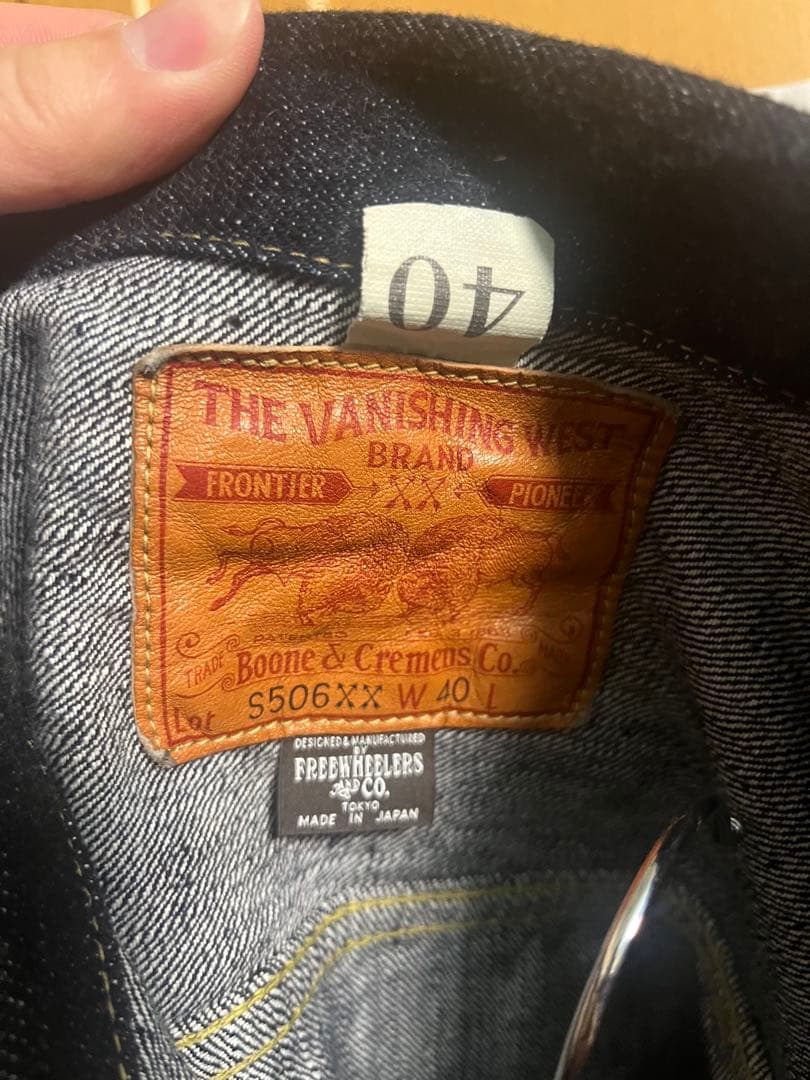 40
THE VANISHING WEST
BRAND
FRONTIER XX PIONEER
TRADE MARK
Boone & Cremens Co.
Lot S506XX W 40 L
DESIGNED & MANUFACTURED
BY
FREEWHEELERS
AND CO.
TOKYO
MADE IN JAPAN